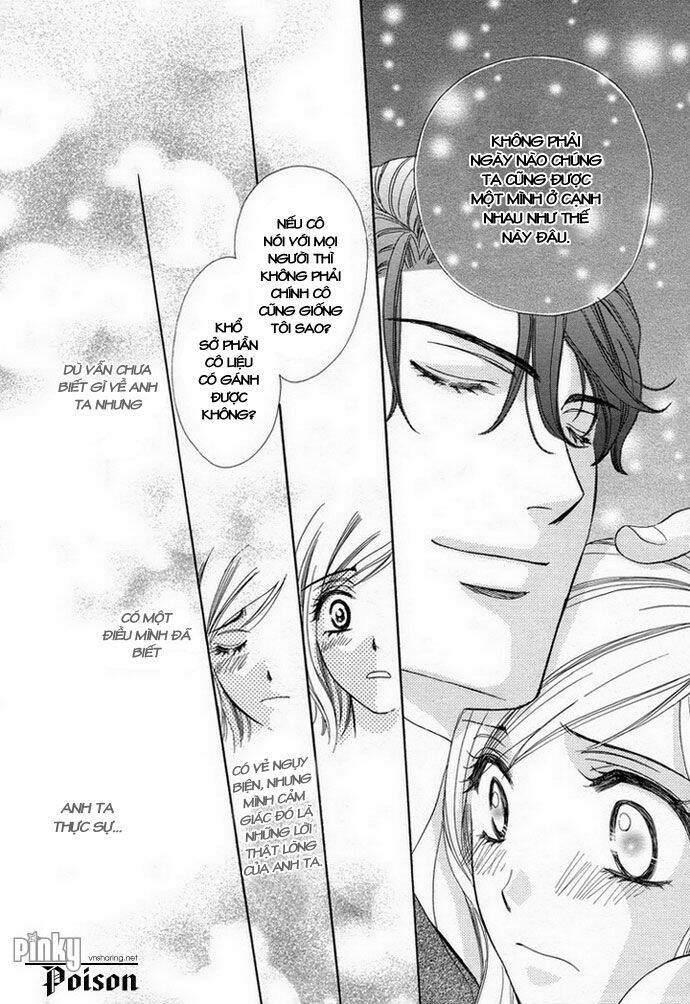 KHÔNG PHẢI
NGÀY NÀO CHÚNG
TA CŨNG ĐƯỢC
MỘT MÌNH Ở CẠNH
NHAU NHƯ THẾ
NÀY ĐÂU.
NẾU CÔ
NÓI VỚI MỌI
NGƯỜI THÌ
KHÔNG PHẢI
CHÍNH CÔ
CŨNG GIỐNG
TÔI SAO?
KHỔ
SỞ PHẦN
CÔ LIỆU
CÓ GÁNH
ĐƯỢC
KHÔNG?
CÓ VẺ NGỤY
BIỆN, NHƯNG
MÌNH CẢM
GIÁC ĐÓ LÀ
NHỮNG LỜI
THẬT LÒNG
CỦA ANH TA.
DÙ VẪN CHƯA
BIẾT GÌ VỀ ANH
TA NHƯNG
CÓ MỘT
ĐIỀU MÌNH ĐÃ
BIẾT
ANH TA
THỰC SỰ...
pinky
vnsharing.net
Poison